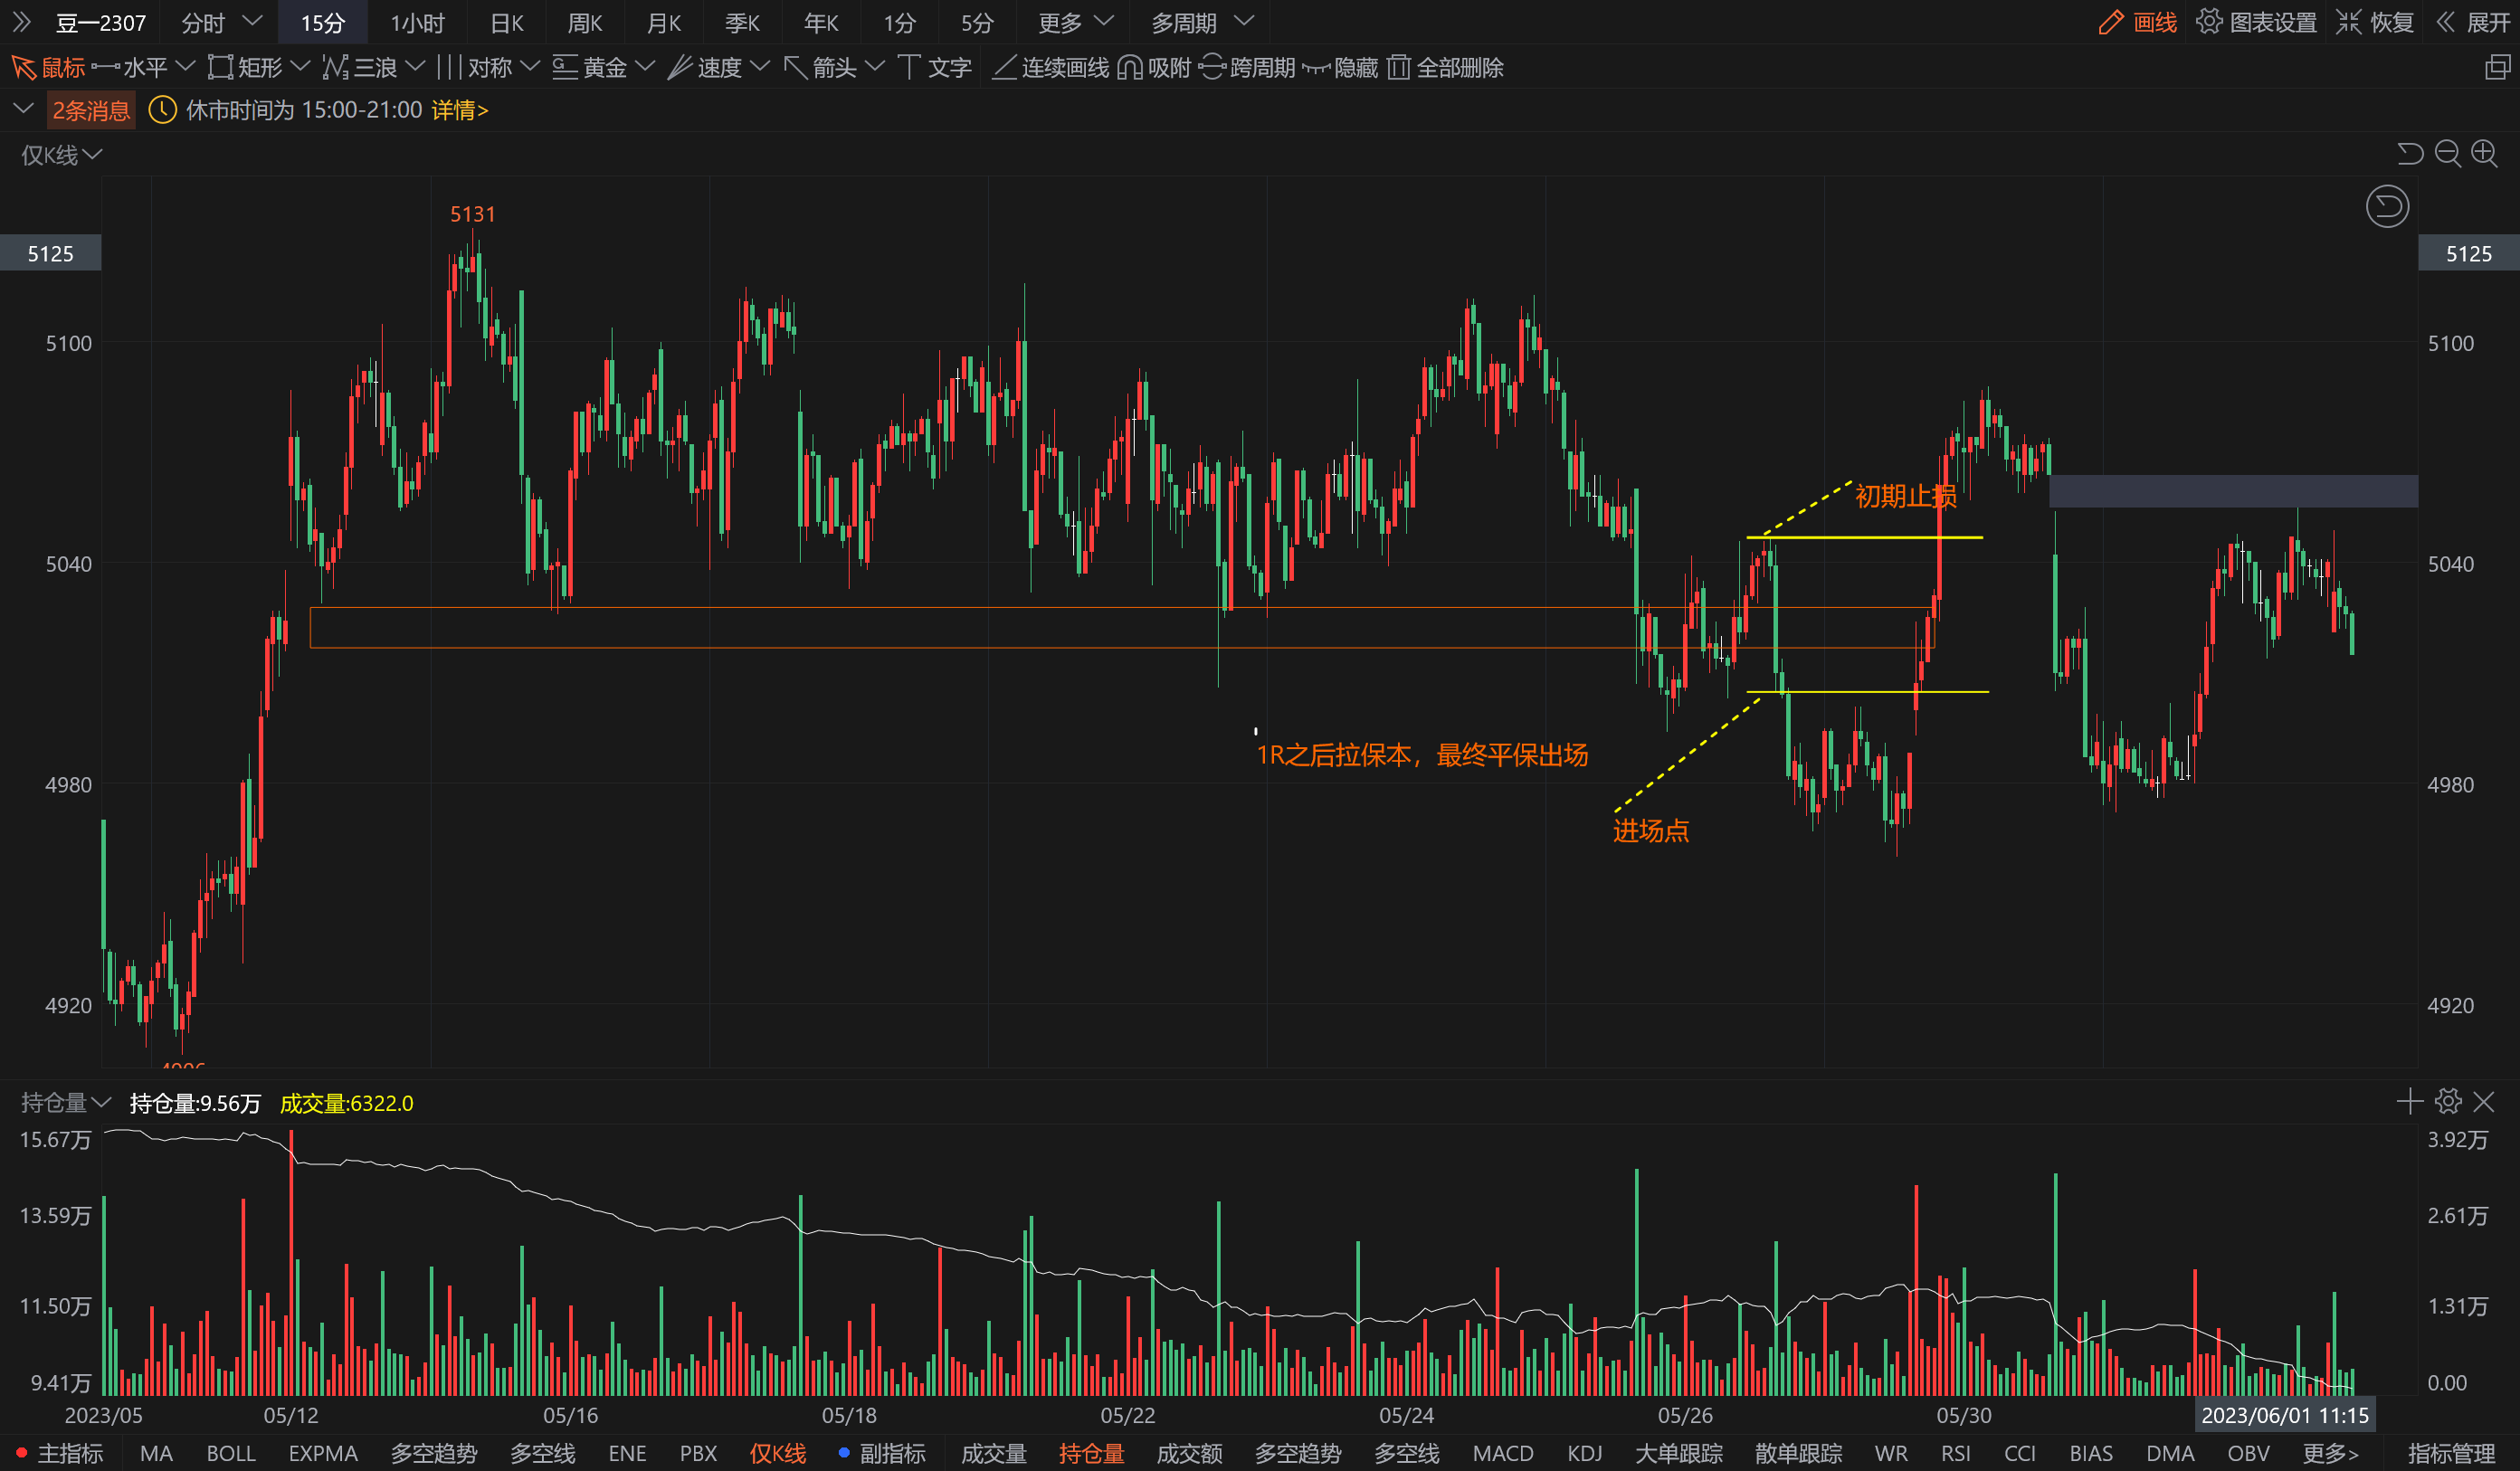 豆一2307 分时 15分 1小时 日K 周K 月K 季K 年K 1分 5分 更多 多周期 画线 图表设置 恢复 展开
鼠标 水平 矩形 三浪 对称 黄金 速度 箭头 文字 连续画线 吸附 跨周期 隐藏 全部删除
2条消息 休市时间为 15:00-21:00 详情>
仅K线
5131
5125 5125
5100 5100
初期止损
5040 5040
1R之后拉保本，最终平保出场
4980 4980
进场点
4920 4920
持仓量 持仓量:9.56万 成交量:6322.0
15.67万 3.92万
13.59万 2.61万
11.50万 1.31万
9.41万 0.00
2023/05 05/12 05/16 05/18 05/22 05/24 05/26 05/30 2023/06/01 11:15
主指标 MA BOLL EXPMA 多空趋势 多空线 ENE PBX 仅K线 副指标 成交量 持仓量 成交额 多空趋势 多空线 MACD KDJ 大单跟踪 散单跟踪 WR RSI CCI BIAS DMA OBV 更多> 指标管理